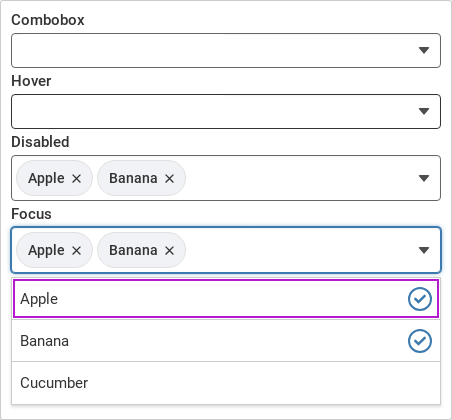 Combobox
Hover
Disabled
Apple × Banana ×
Focus
Apple × Banana ×
Apple
Banana
Cucumber